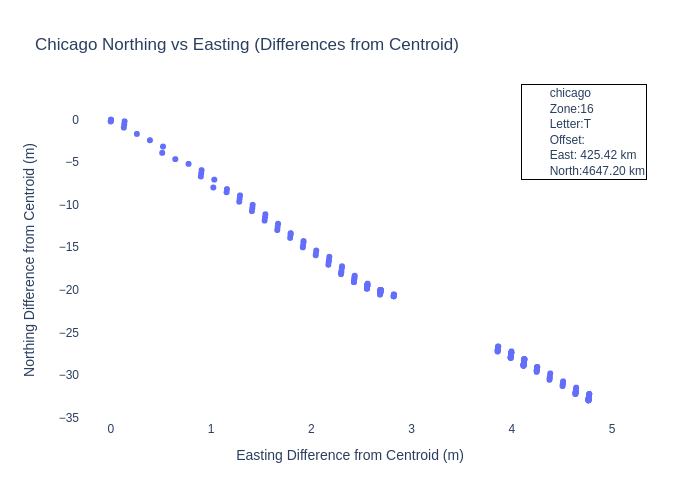 Chicago Northing vs Easting (Differences from Centroid)
chicago
Zone:16
Letter:T
Offset:
East: 425.42 km
North:4647.20 km
Northing Difference from Centroid (m)
0
−5
−10
−15
−20
−25
−30
−35
0 1 2 3 4 5
Easting Difference from Centroid (m)